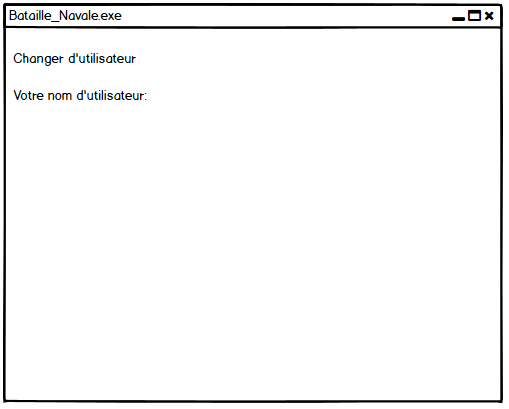 Bataille_Navale.exe
Changer d'utilisateur
Votre nom d'utilisateur: